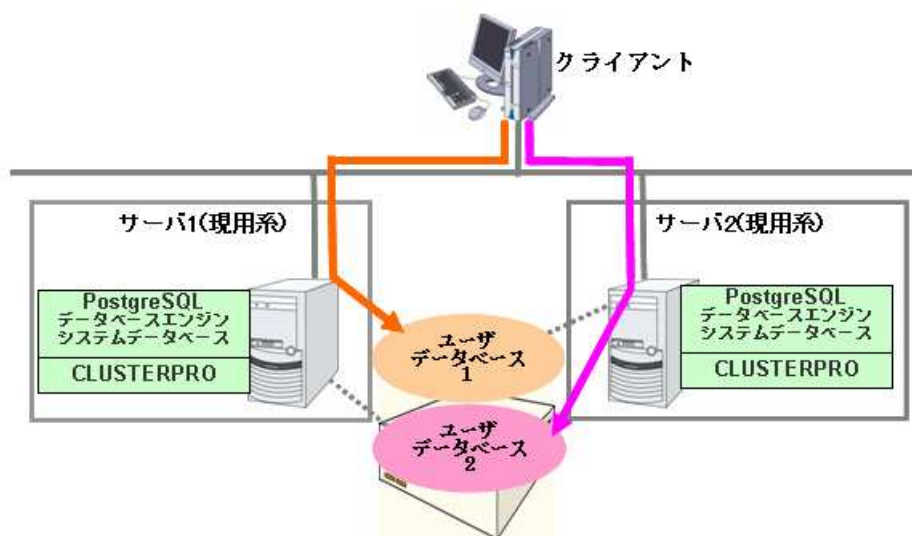 クライアント
サーバ1(現用系)
サーバ2(現用系)
PostgreSQL
データベースエンジン
システムデータベース
CLUSTERPRO
PostgreSQL
データベースエンジン
システムデータベース
CLUSTERPRO
ユーザ
データベース
1
ユーザ
データベース
2